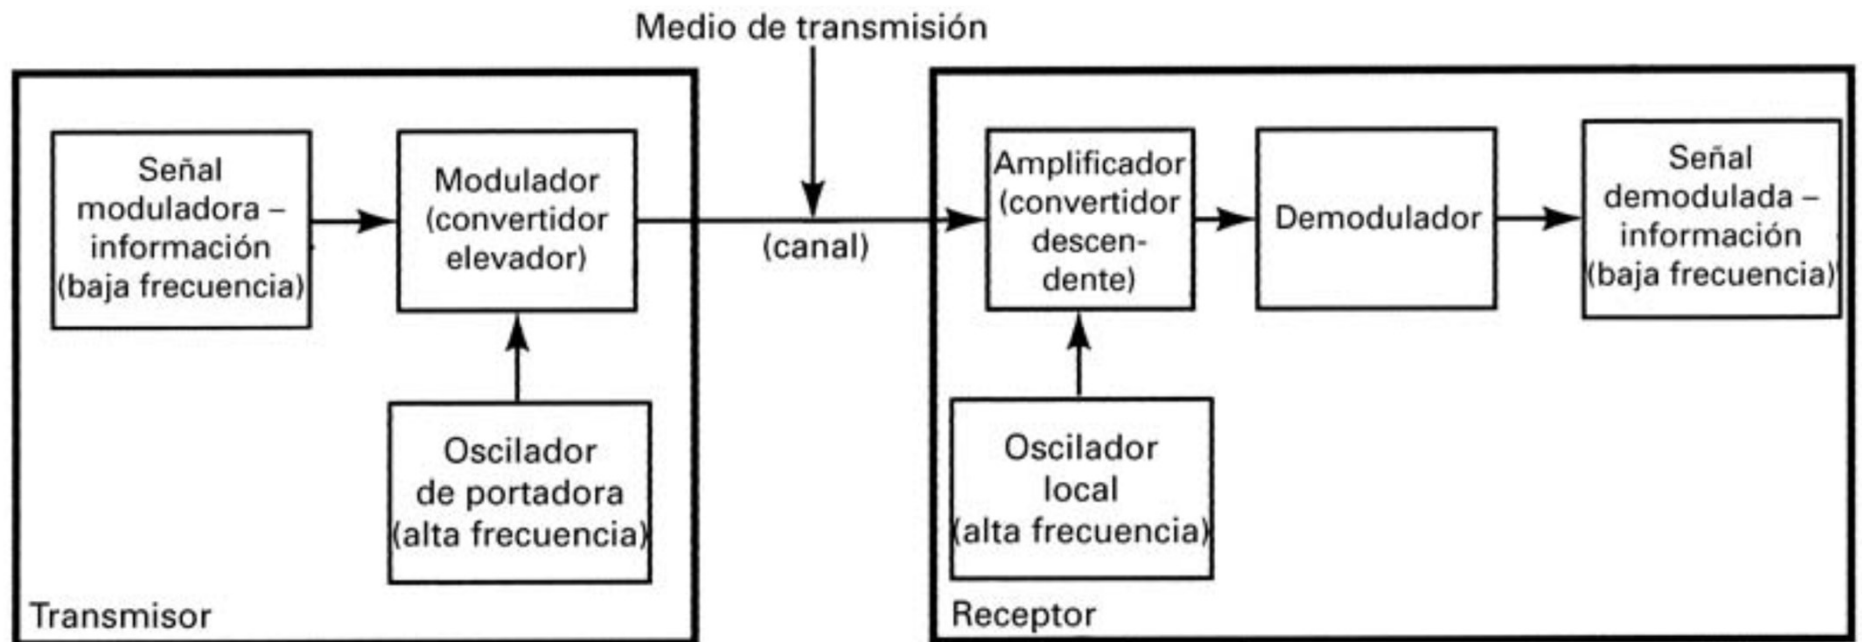 Medio de transmisión
Señal
moduladora –
información
(baja frecuencia)
Modulador
(convertidor
elevador)
(canal)
Amplificador
(convertidor
descen-
dente)
Demodulador
Señal
demodulada –
información
(baja frecuencia)
Oscilador
de portadora
(alta frecuencia)
Oscilador
local
(alta frecuencia)
Transmisor
Receptor